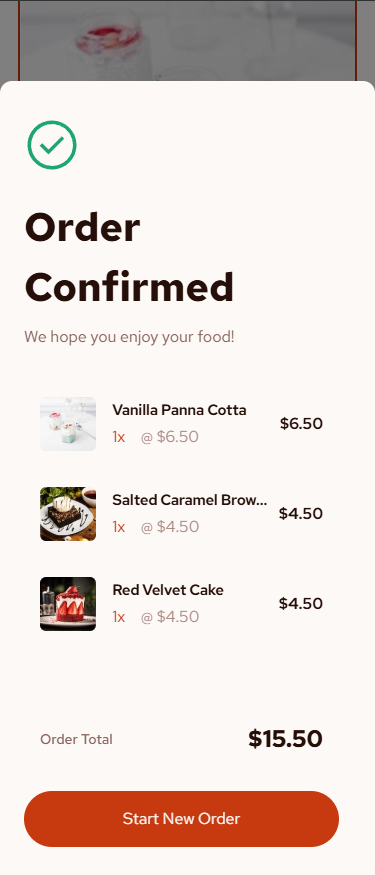 Order
Confirmed
We hope you enjoy your food!
Vanilla Panna Cotta
1x @ $6.50
$6.50
Salted Caramel Brow...
1x @ $4.50
$4.50
Red Velvet Cake
1x @ $4.50
$4.50
Order Total
$15.50
Start New Order